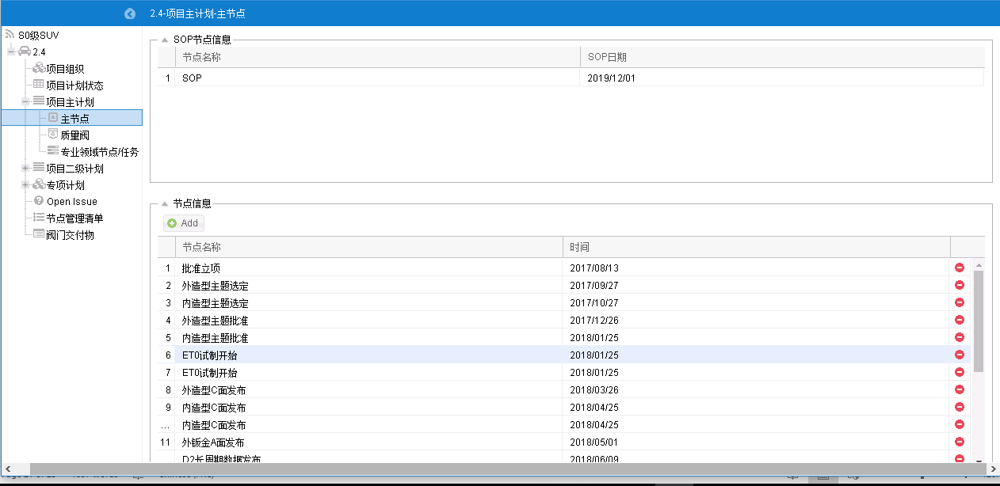 2.4-项目主计划-主节点
S0级SUV
2.4
项目组织
项目计划状态
项目主计划
主节点
质量阀
专业领域节点/任务
项目二级计划
专项计划
Open Issue
节点管理清单
阀门交付物
SOP节点信息
节点名称 SOP日期
1 SOP 2019/12/01
节点信息
Add
节点名称 时间
1 批准立项 2017/08/13
2 外造型主题选定 2017/09/27
3 内造型主题选定 2017/10/27
4 外造型主题批准 2017/12/26
5 内造型主题批准 2018/01/25
6 ET0试制开始 2018/01/25
7 ET0试制开始 2018/01/25
8 外造型C面发布 2018/03/26
9 内造型C面发布 2018/04/25
... 内造型C面发布 2018/04/25
11 外钣金A面发布 2018/05/01
D2长周期数据发布 2018/06/09